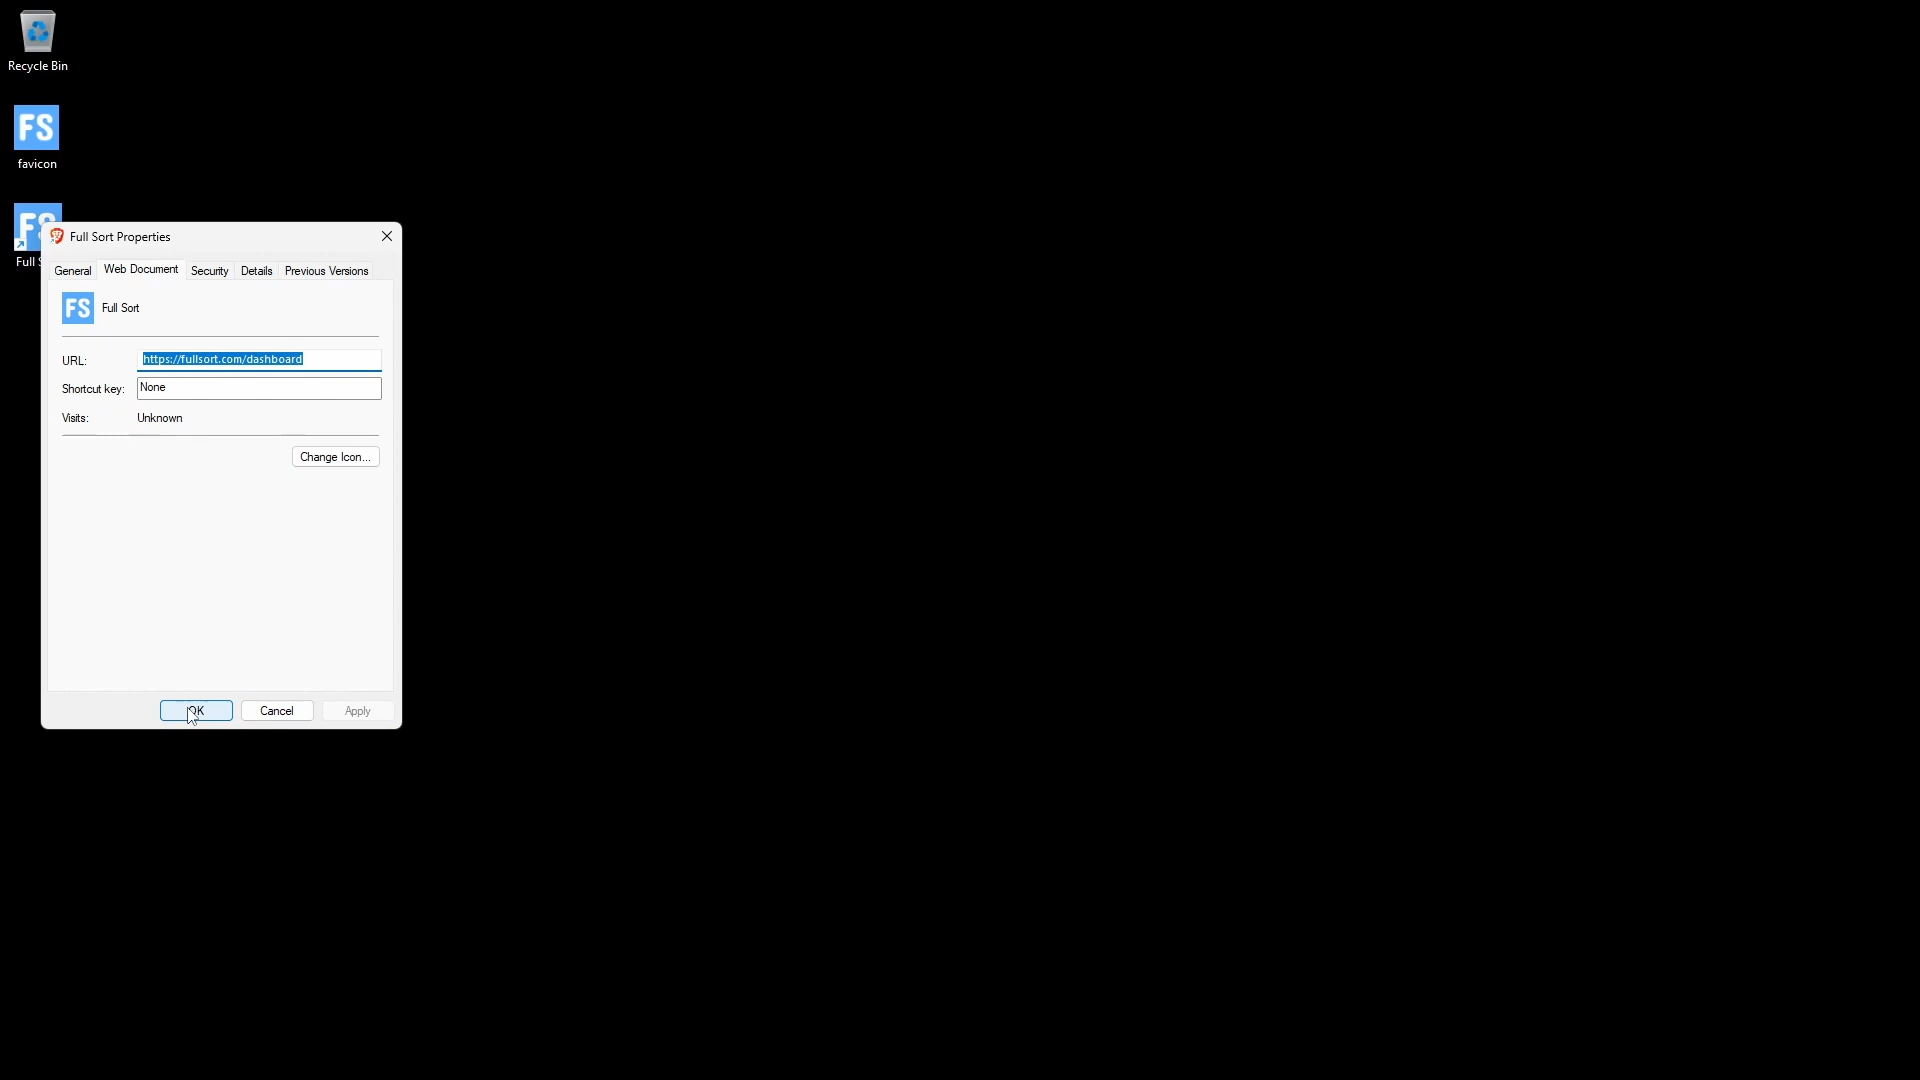 Recycle Bin
FS
favicon
FS
Full
Full Sort Properties
General
Web Document
Security
Details
Previous Versions
FS
Full Sort
URL:
https://fullsort.com/dashboard
Shortcut key:
None
Visits:
Unknown
Change Icon...
OK
Cancel
Apply